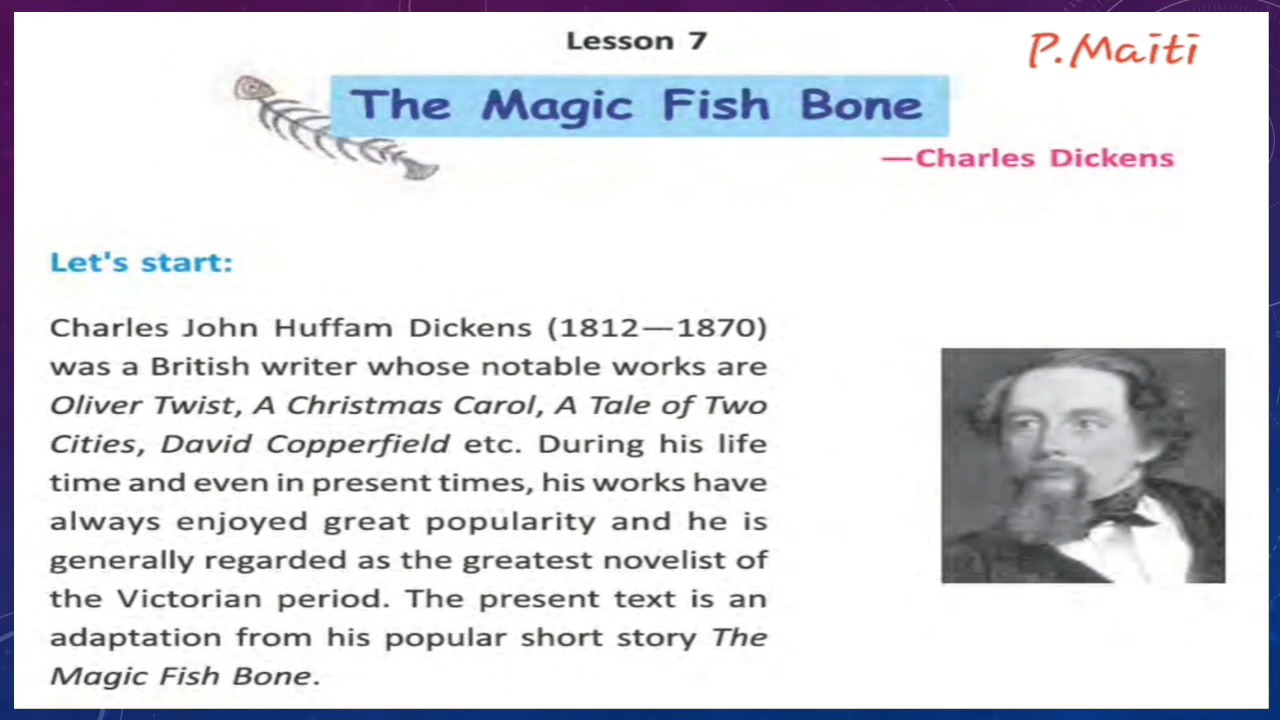 Lesson 7
P.Maiti
The Magic Fish Bone
—Charles Dickens
Let's start:
Charles John Huffam Dickens (1812—1870)
was a British writer whose notable works are
Oliver Twist, A Christmas Carol, A Tale of Two
Cities, David Copperfield etc. During his life
time and even in present times, his works have
always enjoyed great popularity and he is
generally regarded as the greatest novelist of
the Victorian period. The present text is an
adaptation from his popular short story The
Magic Fish Bone.